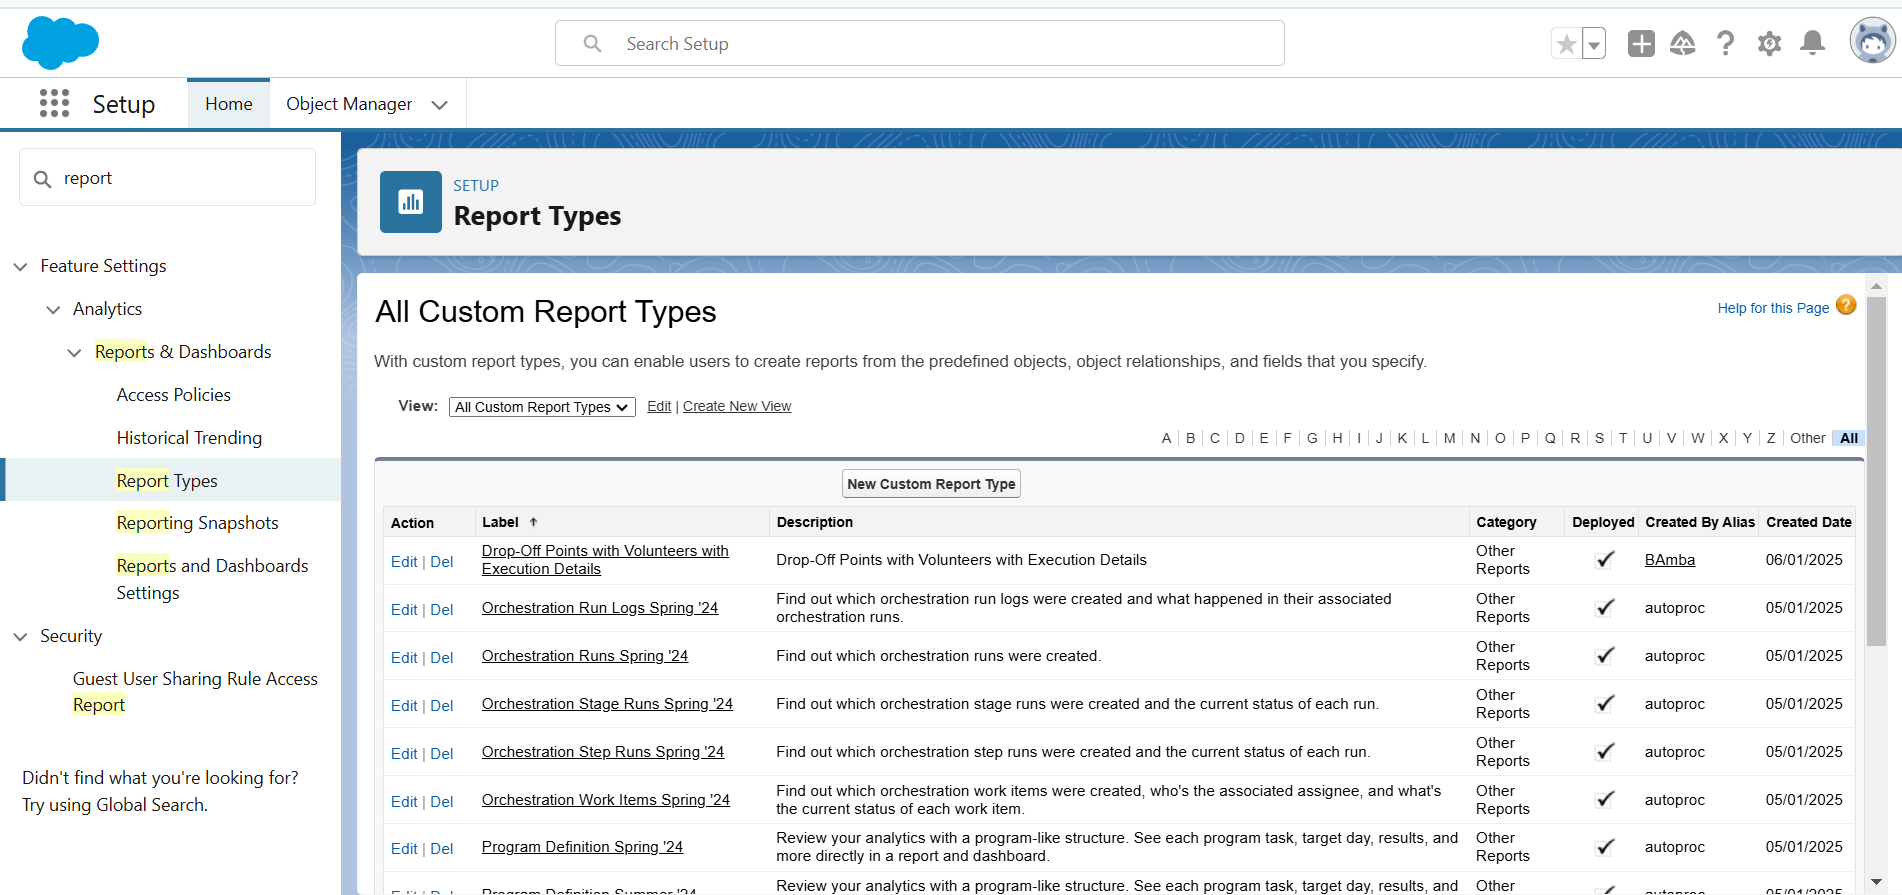 Search Setup
Setup
Home
Object Manager
report
Feature Settings
Analytics
Reports & Dashboards
Access Policies
Historical Trending
Report Types
Reporting Snapshots
Reports and Dashboards
Settings
Security
Guest User Sharing Rule Access
Report
Didn't find what you're looking for?
Try using Global Search.
SETUP
Report Types
All Custom Report Types
Help for this Page ?
With custom report types, you can enable users to create reports from the predefined objects, object relationships, and fields that you specify.
View: All Custom Report Types Edit | Create New View
A | B | C | D | E | F | G | H | I | J | K | L | M | N | O | P | Q | R | S | T | U | V | W | X | Y | Z | Other | All
New Custom Report Type
Action Label ↑ Description Category Deployed Created By Alias Created Date
Edit | Del Drop-Off Points with Volunteers with
Execution Details Drop-Off Points with Volunteers with Execution Details Other
Reports BAmba 06/01/2025
Edit | Del Orchestration Run Logs Spring '24 Find out which orchestration run logs were created and what happened in their associated
orchestration runs. Other
Reports autoproc 05/01/2025
Edit | Del Orchestration Runs Spring '24 Find out which orchestration runs were created. Other
Reports autoproc 05/01/2025
Edit | Del Orchestration Stage Runs Spring '24 Find out which orchestration stage runs were created and the current status of each run. Other
Reports autoproc 05/01/2025
Edit | Del Orchestration Step Runs Spring '24 Find out which orchestration step runs were created and the current status of each run. Other
Reports autoproc 05/01/2025
Edit | Del Orchestration Work Items Spring '24 Find out which orchestration work items were created, who's the associated assignee, and what's
the current status of each work item. Other
Reports autoproc 05/01/2025
Edit | Del Program Definition Spring '24 Review your analytics with a program-like structure. See each program task, target day, results, and
more directly in a report and dashboard. Other
Reports autoproc 05/01/2025
Edit | Del Program Definition Summer '24 Review your analytics with a program-like structure. See each program task, target day, results, and
Other
autoproc 05/01/2025